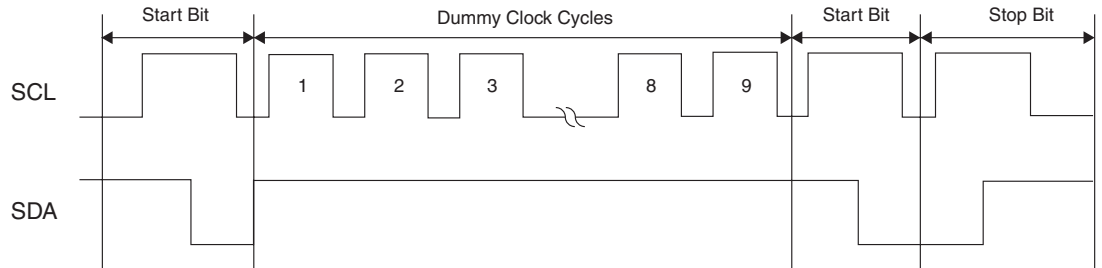 Start Bit Dummy Clock Cycles Start Bit Stop Bit
SCL 1 2 3 8 9
SDA